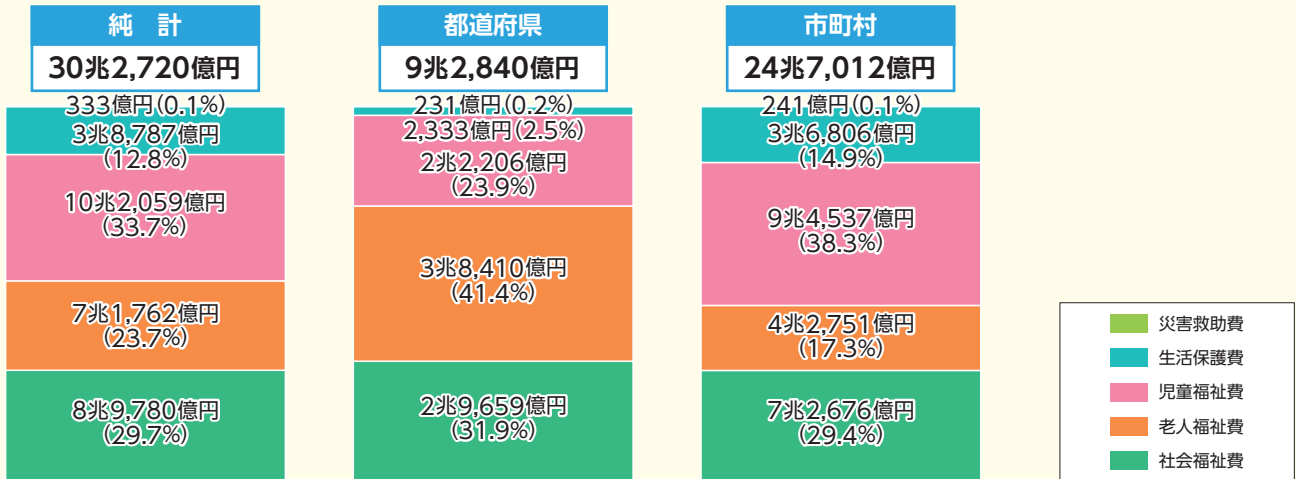 純 計
30兆2,720億円
333億円(0.1%)
3兆8,787億円
(12.8%)
10兆2,059億円
(33.7%)
7兆1,762億円
(23.7%)
8兆9,780億円
(29.7%)
都道府県
9兆2,840億円
231億円(0.2%)
2,333億円(2.5%)
2兆2,206億円
(23.9%)
3兆8,410億円
(41.4%)
2兆9,659億円
(31.9%)
市町村
24兆7,012億円
241億円(0.1%)
3兆6,806億円
(14.9%)
9兆4,537億円
(38.3%)
4兆2,751億円
(17.3%)
7兆2,676億円
(29.4%)
災害救助費
生活保護費
児童福祉費
老人福祉費
社会福祉費